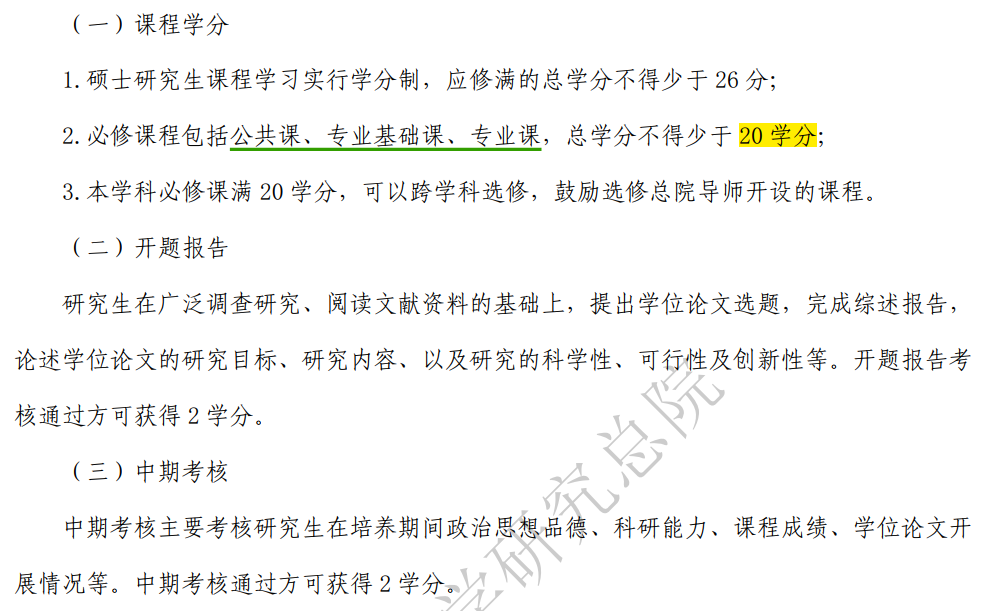 （一）课程学分
1.硕士研究生课程学习实行学分制，应修满的总学分不得少于 26 分；
2.必修课程包括公共课、专业基础课、专业课，总学分不得少于 20 学分；
3.本学科必修课满 20 学分，可以跨学科选修，鼓励选修总院导师开设的课程。
（二）开题报告
研究生在广泛调查研究、阅读文献资料的基础上，提出学位论文选题，完成综述报告，
论述学位论文的研究目标、研究内容、以及研究的科学性、可行性及创新性等。开题报告考
核通过方可获得 2 学分。
（三）中期考核
中期考核主要考核研究生在培养期间政治思想品德、科研能力、课程成绩、学位论文开
展情况等。中期考核通过方可获得 2 学分。
学研究总院